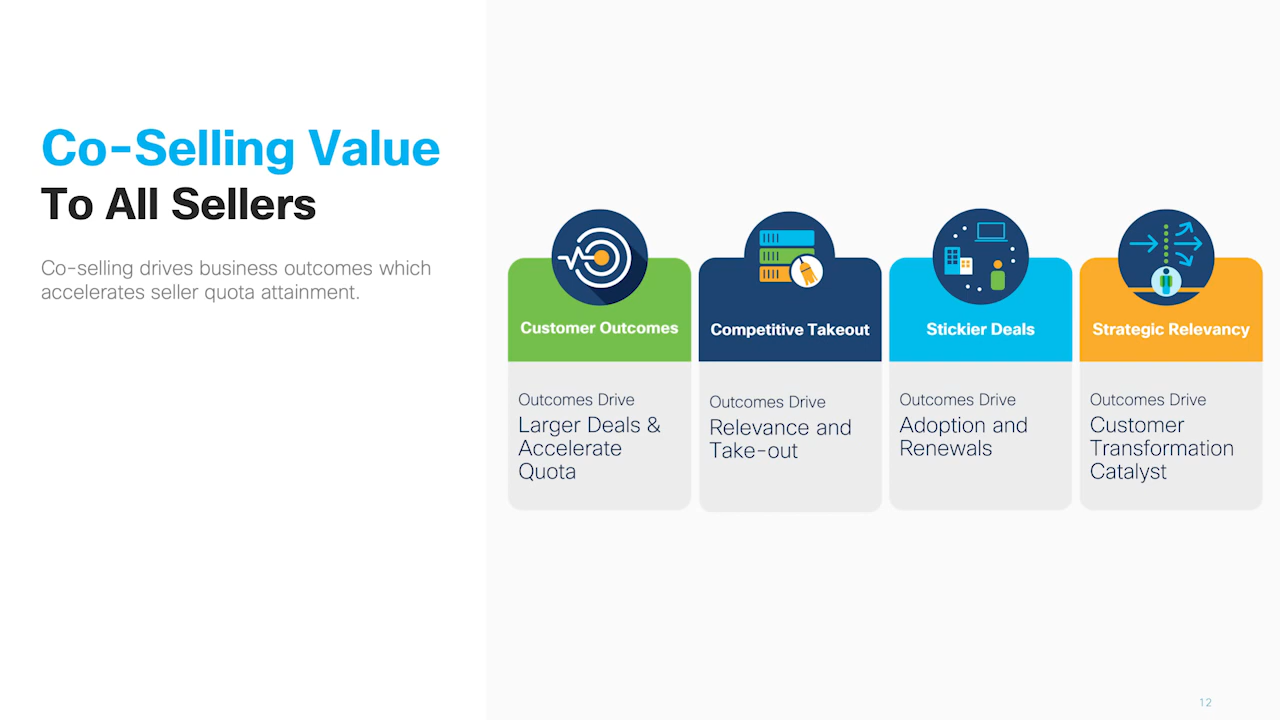 Co-Selling Value
To All Sellers
Co-selling drives business outcomes which
accelerates seller quota attainment.
Customer Outcomes
Outcomes Drive
Larger Deals &
Accelerate
Quota
Competitive Takeout
Outcomes Drive
Relevance and
Take-out
Stickier Deals
Outcomes Drive
Adoption and
Renewals
Strategic Relevancy
Outcomes Drive
Customer
Transformation
Catalyst
12